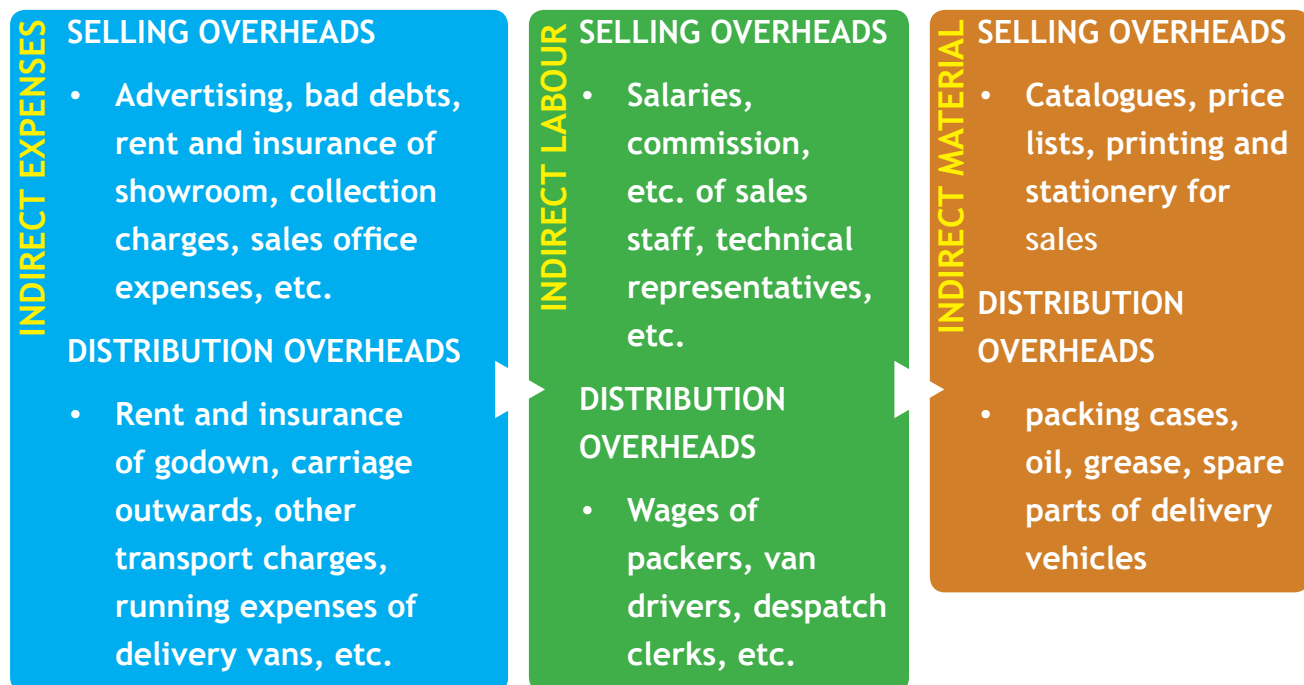 INDIRECT EXPENSES
SELLING OVERHEADS
• Advertising, bad debts,
rent and insurance of
showroom, collection
charges, sales office
expenses, etc.
DISTRIBUTION OVERHEADS
• Rent and insurance
of godown, carriage
outwards, other
transport charges,
running expenses of
delivery vans, etc.
INDIRECT LABOUR
SELLING OVERHEADS
• Salaries,
commission,
etc. of sales
staff, technical
representatives,
etc.
DISTRIBUTION
OVERHEADS
• Wages of
packers, van
drivers, despatch
clerks, etc.
INDIRECT MATERIAL
SELLING OVERHEADS
• Catalogues, price
lists, printing and
stationery for
sales
DISTRIBUTION
OVERHEADS
• packing cases,
oil, grease, spare
parts of delivery
vehicles